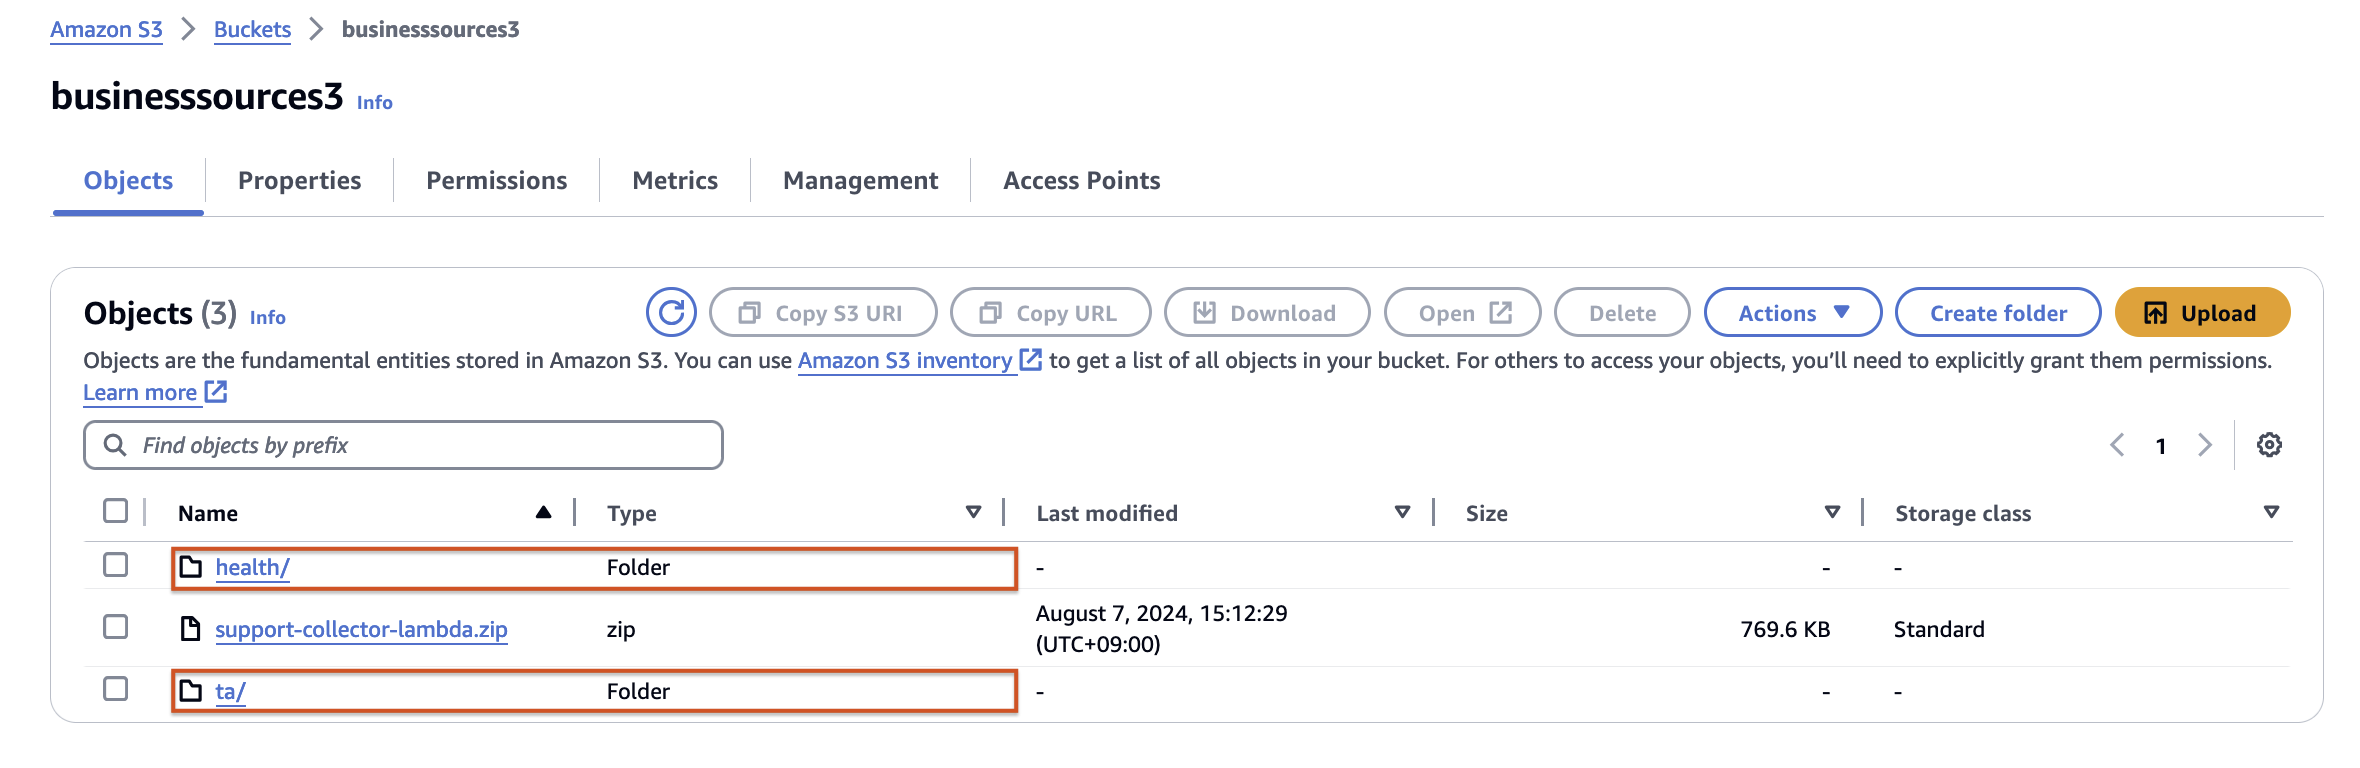 Amazon S3 > Buckets > businesssources3
businesssources3 Info
Objects Properties Permissions Metrics Management Access Points
Objects (3) Info Copy S3 URI Copy URL Download Open Delete Actions Create folder Upload
Objects are the fundamental entities stored in Amazon S3. You can use Amazon S3 inventory to get a list of all objects in your bucket. For others to access your objects, you’ll need to explicitly grant them permissions.
Learn more
Find objects by prefix 1
Name Type Last modified Size Storage class
health/ Folder - - -
support-collector-lambda.zip zip August 7, 2024, 15:12:29 769.6 KB Standard
(UTC+09:00)
ta/ Folder - - -